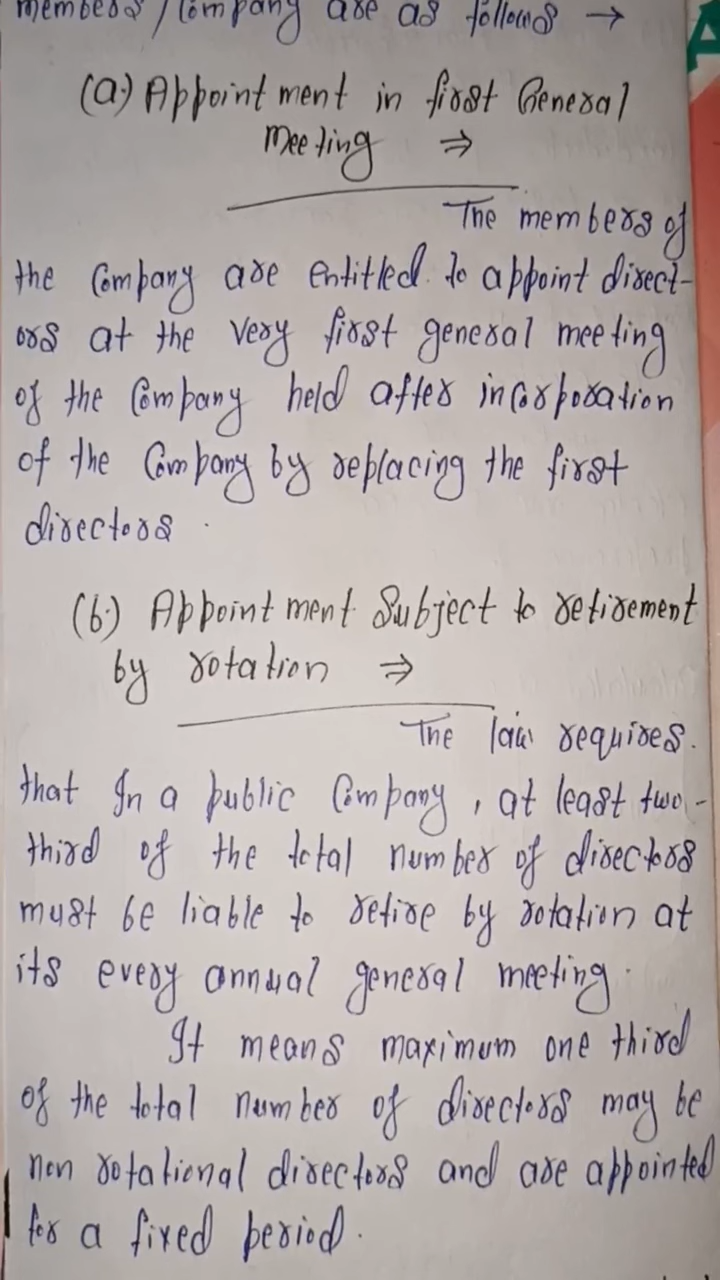 members / Company are as follows →
(a) Appointment in first General
Meeting ⇒
The members of
the Company are entitled to appoint direct-
ors at the very first general meeting
of the Company held after incorporation
of the Company by replacing the first
directors.
(b) Appointment Subject to retirement
by rotation ⇒
The law requires.
that In a public Company, at least two-
third of the total number of directors
must be liable to retire by rotation at
its every annual general meeting.
It means maximum one third
of the total number of directors may be
non rotational directors and are appointed
for a fixed period.